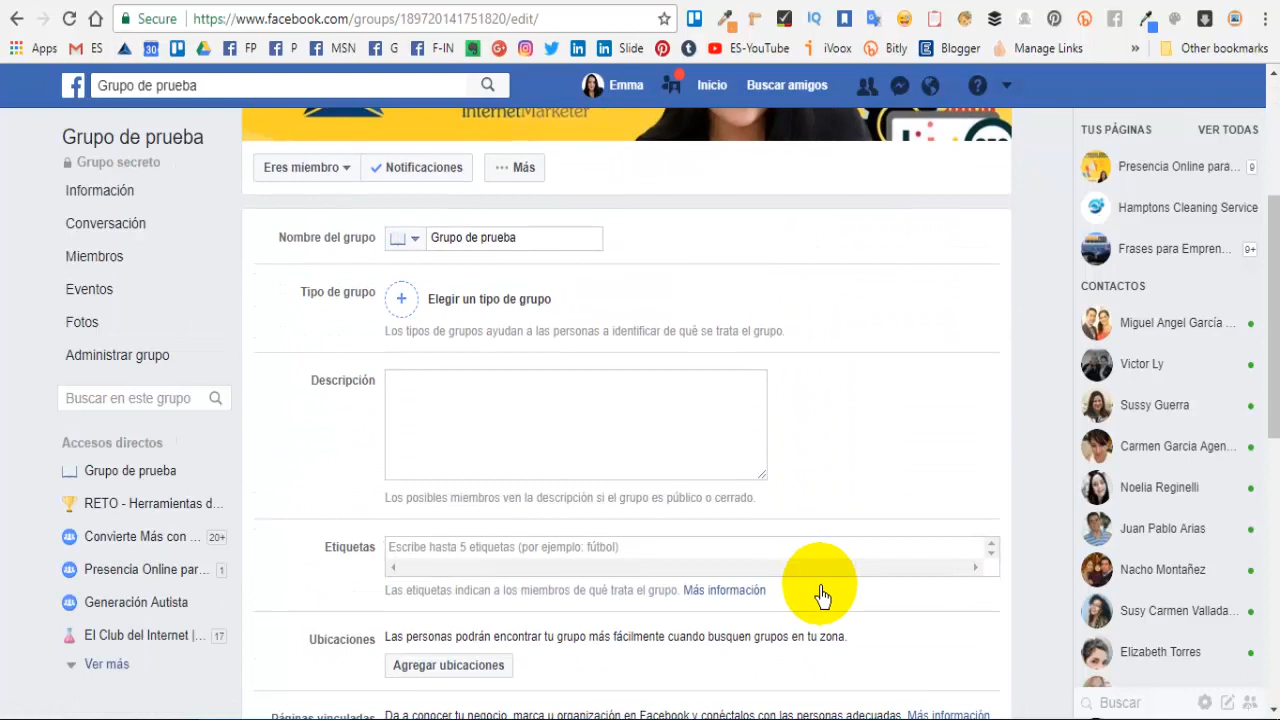 Secure https://www.facebook.com/groups/189720141751820/edit/
Apps ES FP P MSN G F-IN Slide ES-YouTube iVoox Bitly Blogger Manage Links » Other bookmarks
Grupo de prueba Emma Inicio Buscar amigos
InternetMarketer
Grupo de prueba
Grupo secreto
Información
Conversación
Miembros
Eventos
Fotos
Administrar grupo
Buscar en este grupo
Accesos directos
Grupo de prueba
RETO - Herramientas d...
Convierte Más con ... 20+
Presencia Online par... 1
Generación Autista
El Club del Internet |... 17
Ver más
Eres miembro Notificaciones ··· Más
Nombre del grupo Grupo de prueba
Tipo de grupo Elegir un tipo de grupo
Los tipos de grupos ayudan a las personas a identificar de qué se trata el grupo.
Descripción
Los posibles miembros ven la descripción si el grupo es público o cerrado.
Etiquetas Escribe hasta 5 etiquetas (por ejemplo: fútbol)
Las etiquetas indican a los miembros de qué trata el grupo. Más información
Ubicaciones Las personas podrán encontrar tu grupo más fácilmente cuando busquen grupos en tu zona.
Agregar ubicaciones
Páginas vinculadas Da a conocer tu negocio, marca u organización en Facebook y conéctalos con las personas adecuadas. Más información
TUS PÁGINAS VER TODAS
Presencia Online para... 9
Hamptons Cleaning Service
Frases para Empren... 9+
CONTACTOS
Miguel Angel García ...
Victor Ly
Sussy Guerra
Carmen Garcia Agen...
Noelia Reginelli
Juan Pablo Arias
Nacho Montañez
Susy Carmen Vallada...
Elizabeth Torres
Buscar